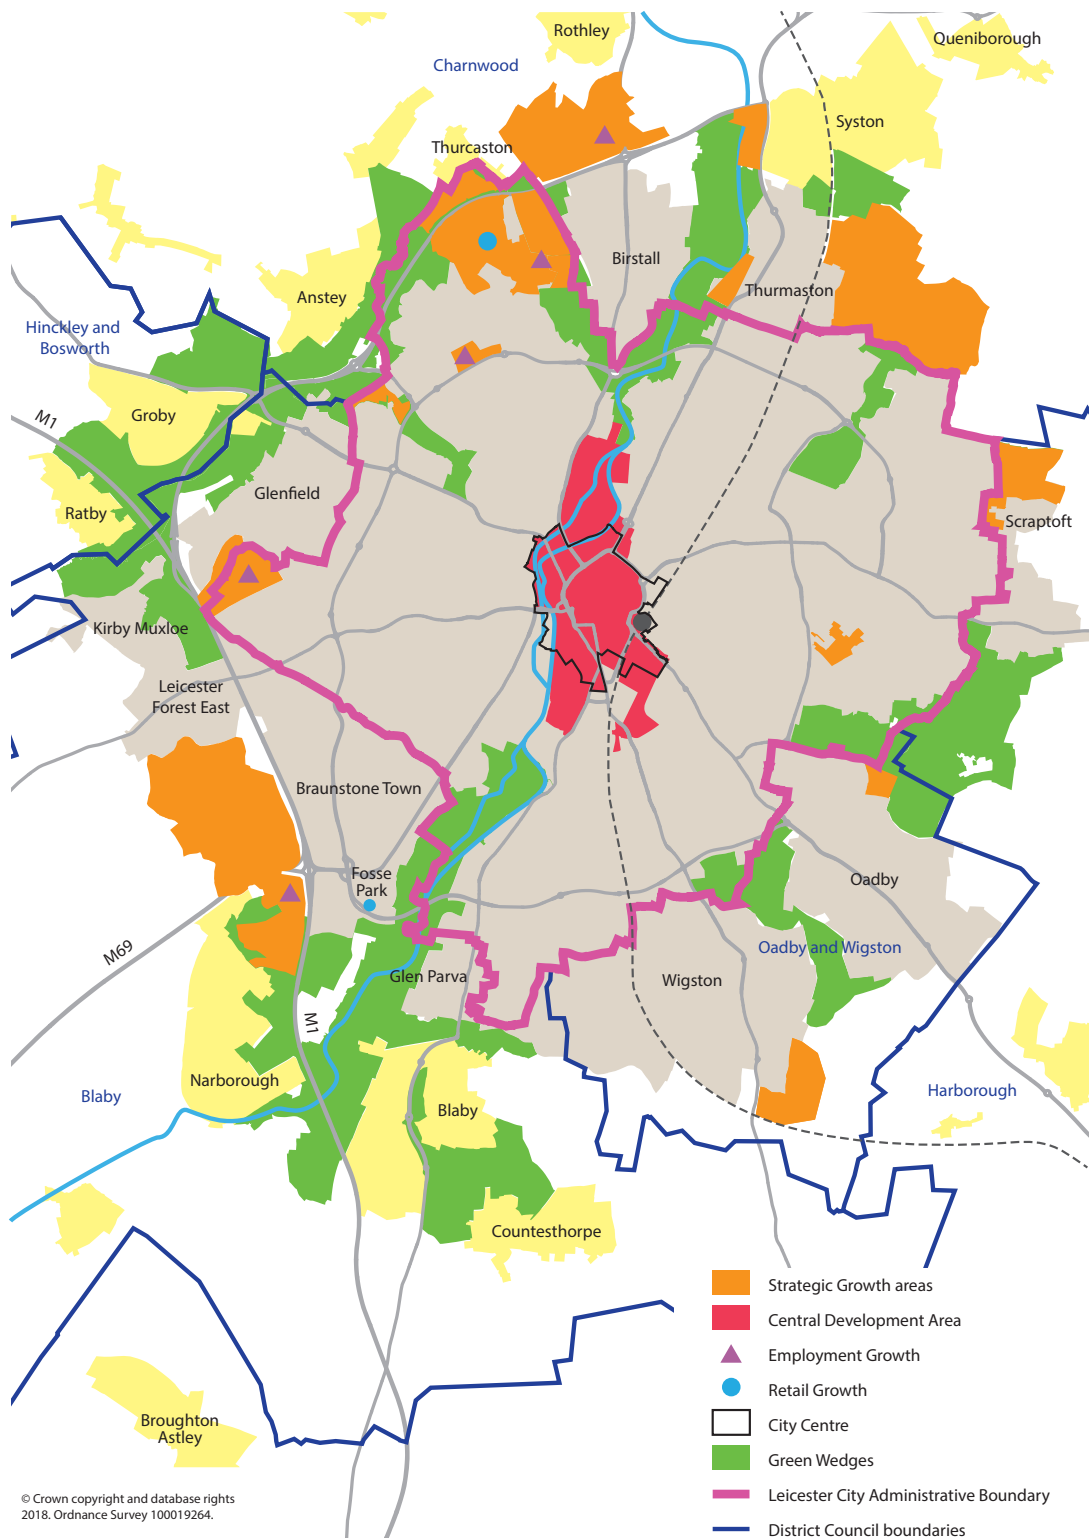 Rothley
Queniborough
Charnwood
Syston
Thurcaston
Birstall
Thurmaston
Anstey
Hinckley and
Bosworth
Groby
M1
Glenfield
Ratby
Scraptoft
Kirby Muxloe
Leicester
Forest East
Braunstone Town
Fosse
Park
Oadby
M69
Oadby and Wigston
Glen Parva
Wigston
M1
Narborough
Blaby
Blaby
Harborough
Countesthorpe
Broughton
Astley
Strategic Growth areas
Central Development Area
Employment Growth
Retail Growth
City Centre
Green Wedges
Leicester City Administrative Boundary
District Council boundaries
© Crown copyright and database rights
2018. Ordnance Survey 100019264.